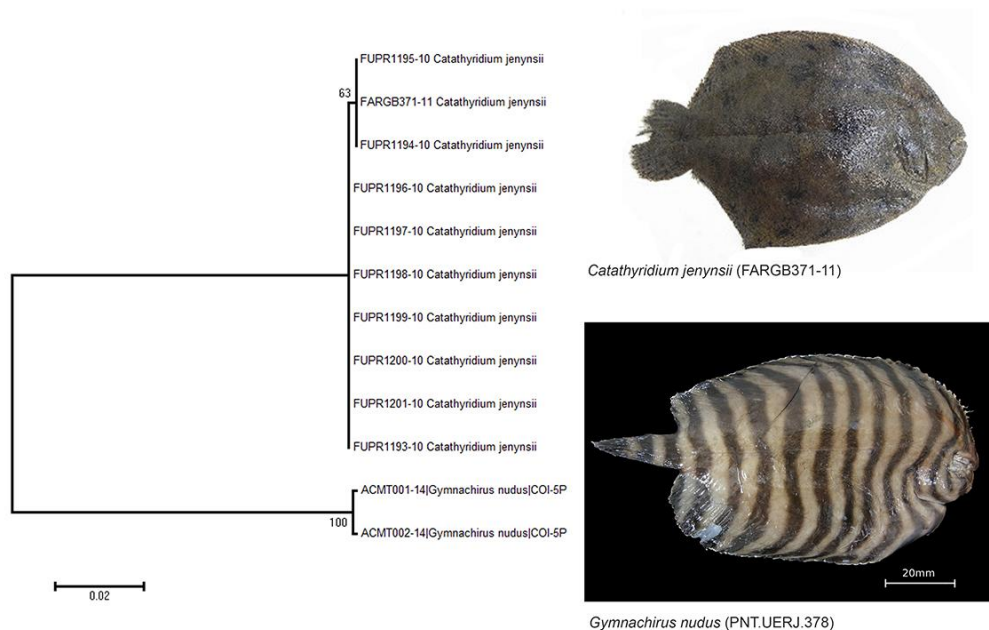 63
FUPR1195-10 Catathyridium jenynsii
FARGB371-11 Catathyridium jenynsii
FUPR1194-10 Catathyridium jenynsii
FUPR1196-10 Catathyridium jenynsii
FUPR1197-10 Catathyridium jenynsii
FUPR1198-10 Catathyridium jenynsii
FUPR1199-10 Catathyridium jenynsii
FUPR1200-10 Catathyridium jenynsii
FUPR1201-10 Catathyridium jenynsii
FUPR1193-10 Catathyridium jenynsii
ACMT001-14|Gymnachirus nudus|COI-5P
100
ACMT002-14|Gymnachirus nudus|COI-5P
0.02
Catathyridium jenynsii (FARGB371-11)
20mm
Gymnachirus nudus (PNT.UERJ.378)